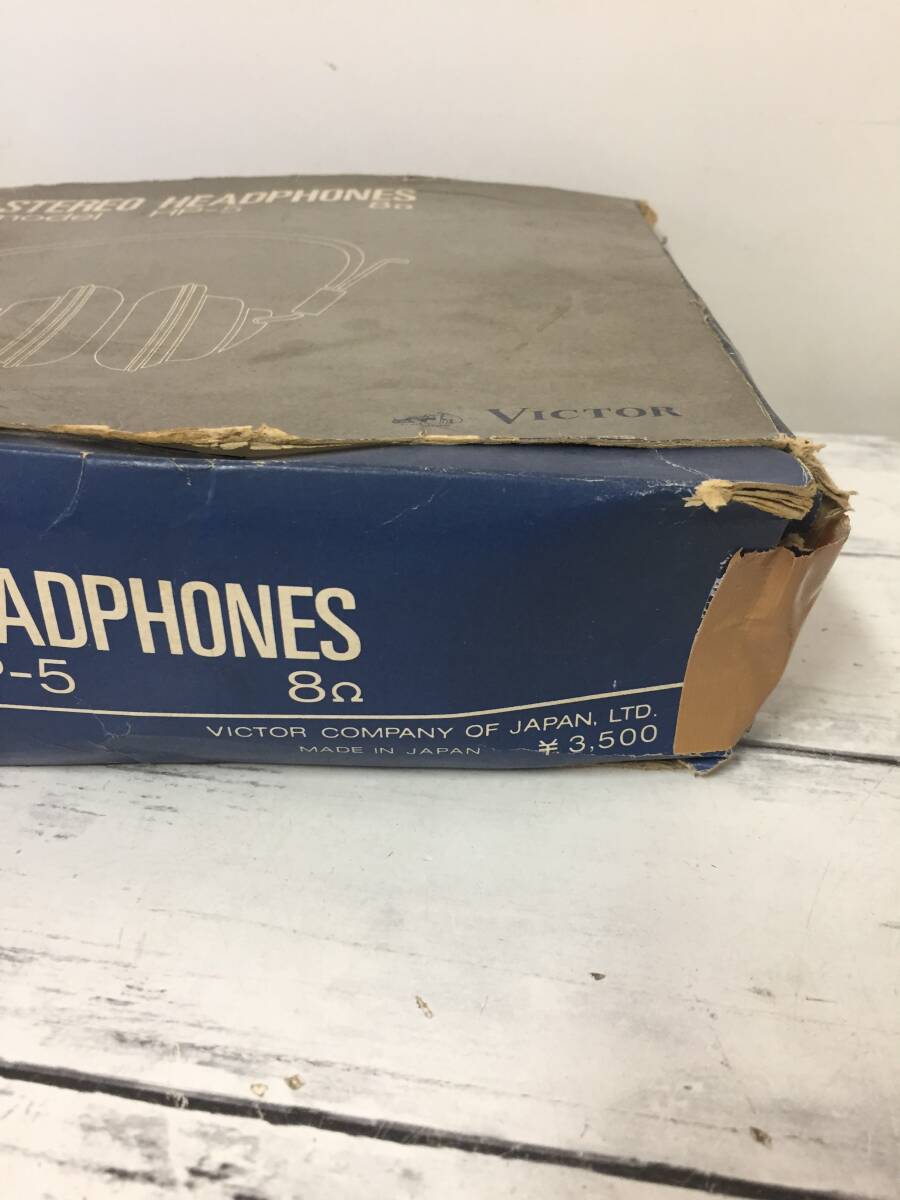 STEREO HEADPHONES
model HP-5 8Ω
VICTOR
ADPHONES
-5 8Ω
VICTOR COMPANY OF JAPAN, LTD.
MADE IN JAPAN ¥3,500